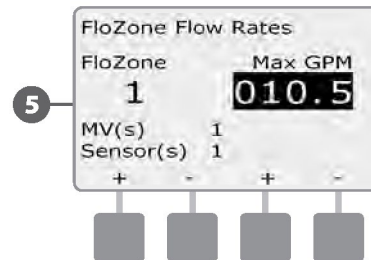 FloZone Flow Rates
FloZone Max GPM
5
1 010.5
MV(s) 1
Sensor(s) 1
+ - + -